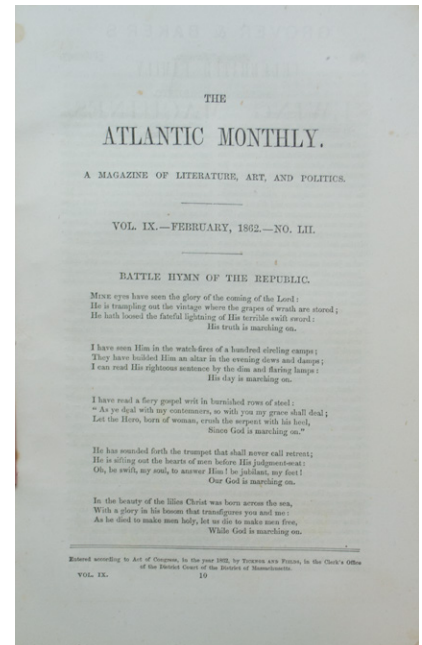 THE
ATLANTIC MONTHLY.
A MAGAZINE OF LITERATURE, ART, AND POLITICS.
VOL. IX.—FEBRUARY, 1862.—NO. LII.
BATTLE HYMN OF THE REPUBLIC.
MINE eyes have seen the glory of the coming of the Lord:
He is trampling out the vintage where the grapes of wrath are stored;
He hath loosed the fateful lightning of His terrible swift sword:
His truth is marching on.
I have seen Him in the watch-fires of a hundred circling camps;
They have builded Him an altar in the evening dews and damps;
I can read His righteous sentence by the dim and flaring lamps:
His day is marching on.
I have read a fiery gospel writ in burnished rows of steel:
"As ye deal with my contemners, so with you my grace shall deal;
Let the Hero, born of woman, crush the serpent with his heel,
Since God is marching on."
He has sounded forth the trumpet that shall never call retreat;
He is sifting out the hearts of men before His judgment-seat:
Oh, be swift, my soul, to answer Him! be jubilant, my feet!
Our God is marching on.
In the beauty of the lilies Christ was born across the sea,
With a glory in his bosom that transfigures you and me:
As he died to make men holy, let us die to make men free,
While God is marching on.
Entered according to Act of Congress, in the year 1862, by TICKNOR AND FIELDS, in the Clerk's Office
of the District Court of the District of Massachusetts.
VOL. IX. 10